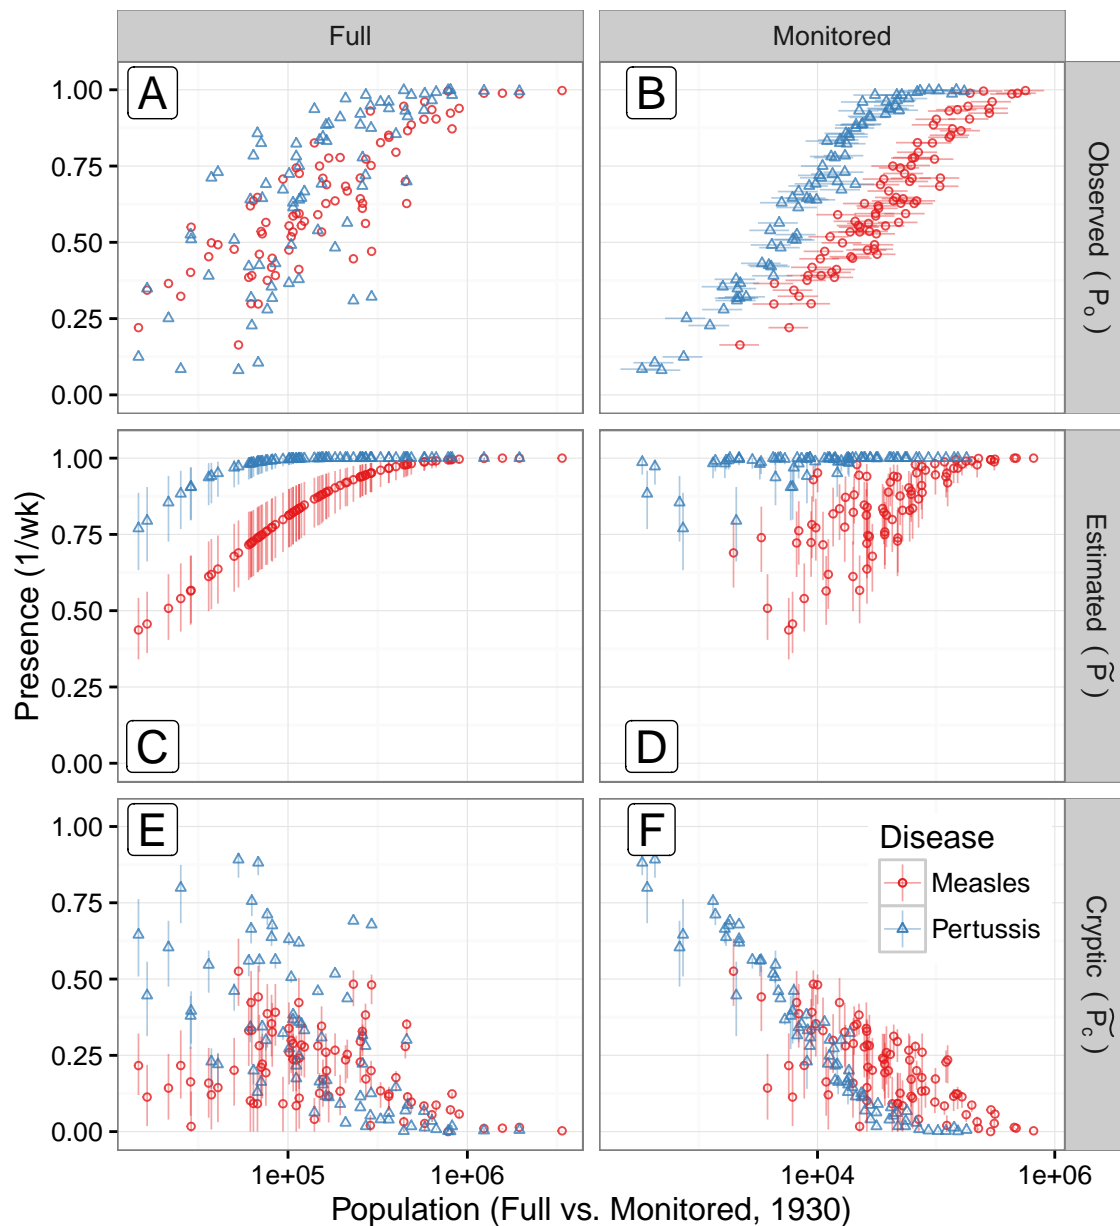 Full
Monitored
A
B
1.00
0.75
0.50
0.25
0.00
Observed ( Po )
C
D
1.00
0.75
0.50
0.25
0.00
Estimated ( P̃ )
E
F
1.00
0.75
0.50
0.25
0.00
Cryptic ( P̃c )
Disease
Measles
Pertussis
Presence (1/wk)
1e+05
1e+06
1e+04
1e+06
Population (Full vs. Monitored, 1930)